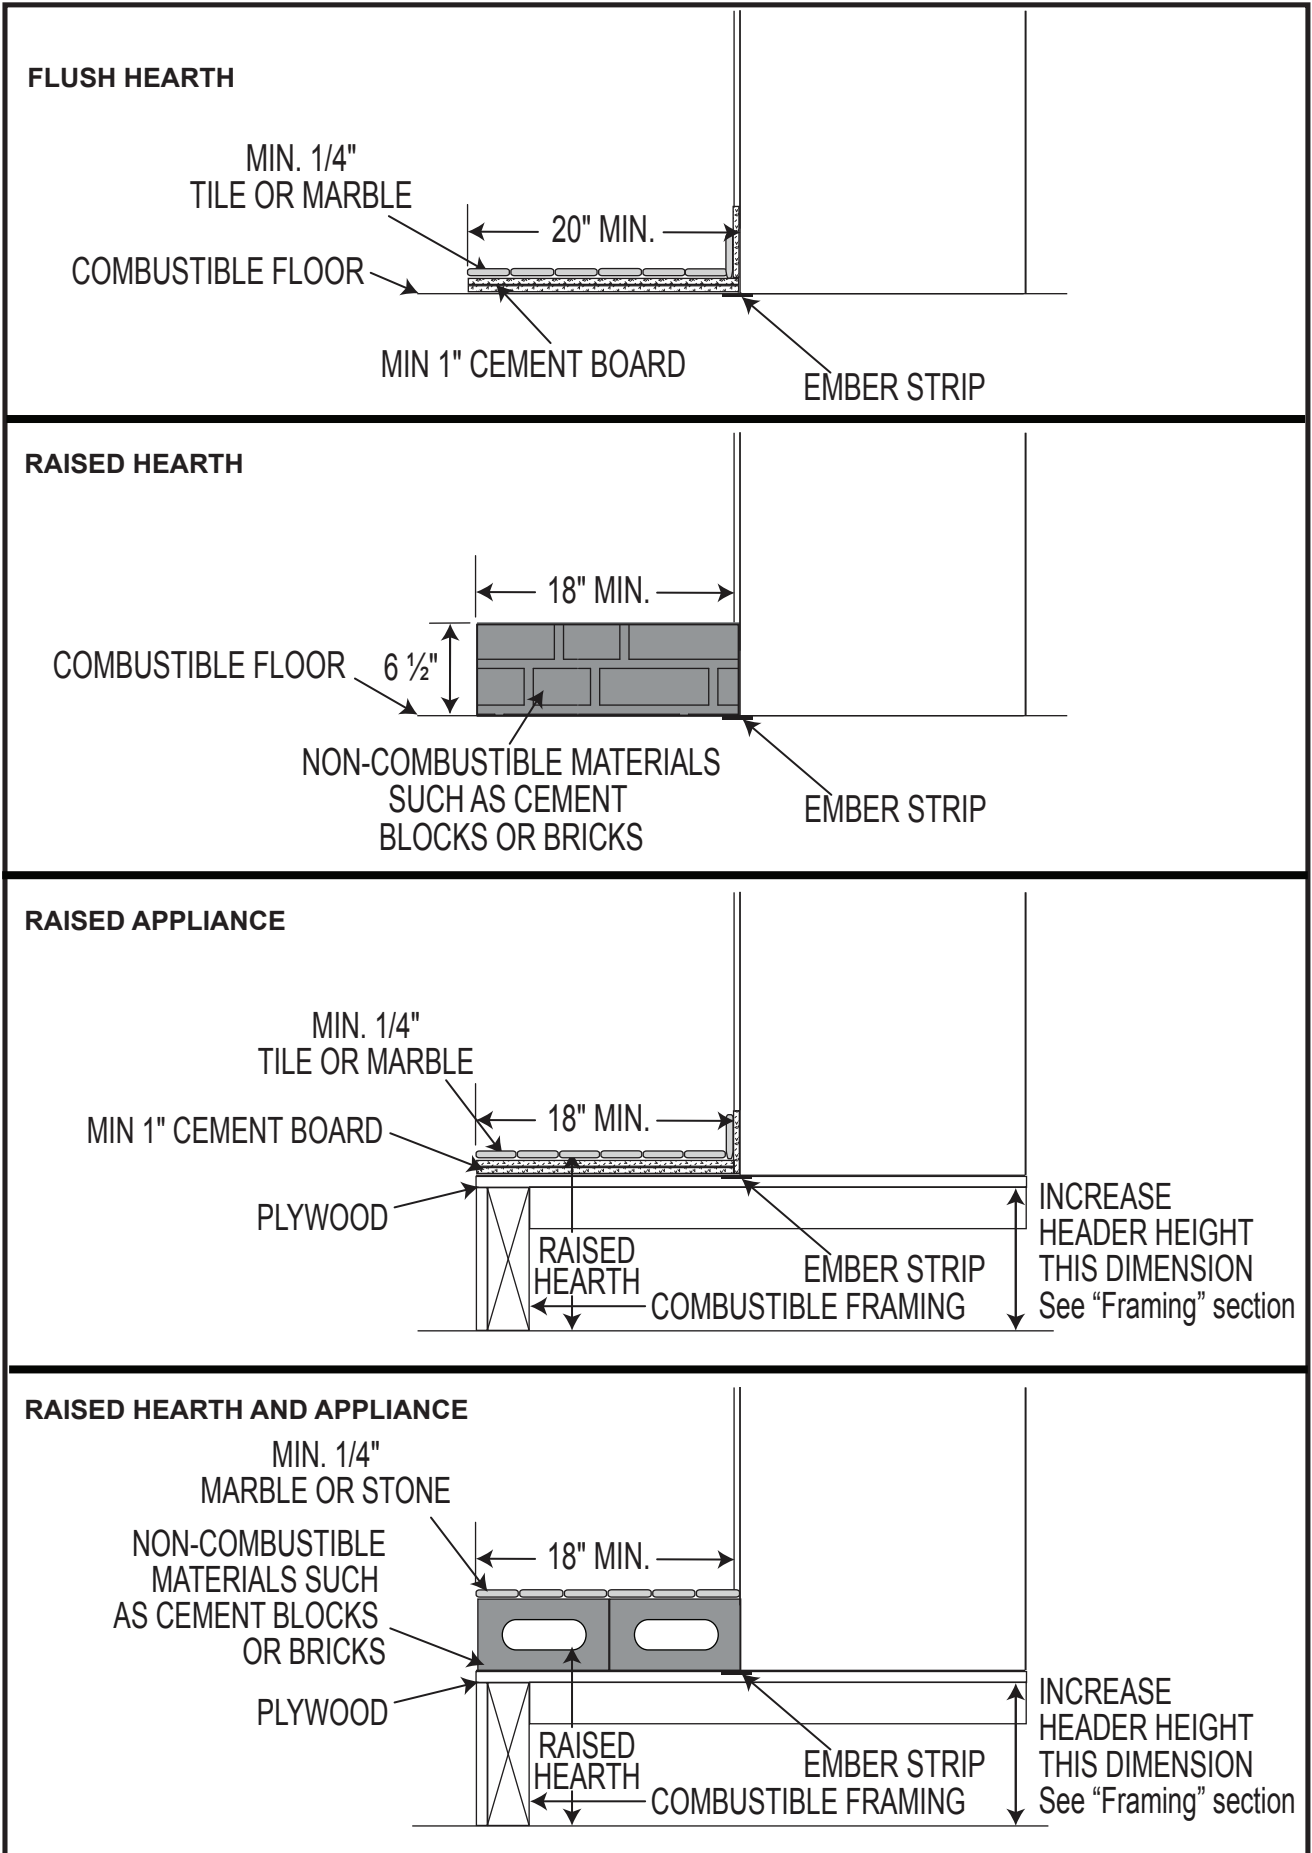 FLUSH HEARTH
MIN. 1/4"
TILE OR MARBLE
20" MIN.
COMBUSTIBLE FLOOR
MIN 1" CEMENT BOARD
EMBER STRIP
RAISED HEARTH
18" MIN.
COMBUSTIBLE FLOOR
6 ½"
NON-COMBUSTIBLE MATERIALS
SUCH AS CEMENT
BLOCKS OR BRICKS
EMBER STRIP
RAISED APPLIANCE
MIN. 1/4"
TILE OR MARBLE
18" MIN.
MIN 1" CEMENT BOARD
PLYWOOD
RAISED
HEARTH
EMBER STRIP
COMBUSTIBLE FRAMING
INCREASE
HEADER HEIGHT
THIS DIMENSION
See “Framing” section
RAISED HEARTH AND APPLIANCE
MIN. 1/4"
MARBLE OR STONE
NON-COMBUSTIBLE
MATERIALS SUCH
AS CEMENT BLOCKS
OR BRICKS
18" MIN.
PLYWOOD
RAISED
HEARTH
EMBER STRIP
COMBUSTIBLE FRAMING
INCREASE
HEADER HEIGHT
THIS DIMENSION
See “Framing” section